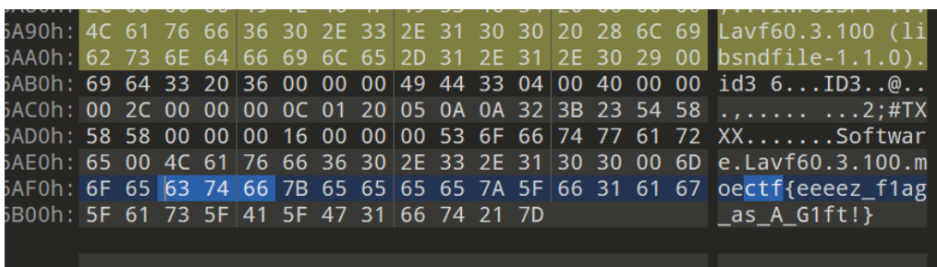 5A90h: 4C 61 76 66 36 30 2E 33 2E 31 30 30 20 28 6C 69 Lavf60.3.100 (li
5AA0h: 62 73 6E 64 66 69 6C 65 2D 31 2E 31 2E 30 29 00 bsndfile-1.1.0).
5AB0h: 69 64 33 20 36 00 00 00 49 44 33 04 00 40 00 00 id3 6...ID3..@..
5AC0h: 00 2C 00 00 00 0C 01 20 05 0A 0A 32 3B 23 54 58 .,..... ...2;#TX
5AD0h: 58 58 00 00 00 16 00 00 00 53 6F 66 74 77 61 72 XX.......Softwar
5AE0h: 65 00 4C 61 76 66 36 30 2E 33 2E 31 30 30 00 6D e.Lavf60.3.100.m
5AF0h: 6F 65 63 74 66 7B 65 65 65 65 7A 5F 66 31 61 67 oectf{eeeez_f1ag
5B00h: 5F 61 73 5F 41 5F 47 31 66 74 21 7D _as_A_G1ft!}